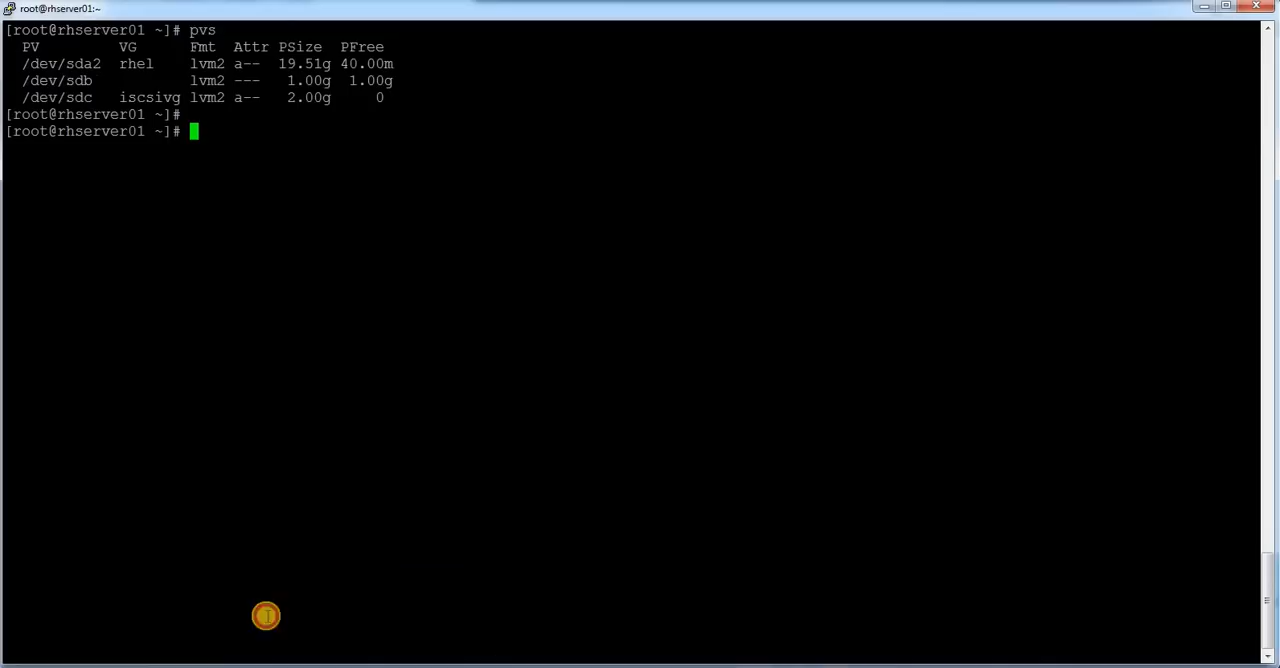 root@rhserver01:~
[root@rhserver01 ~]# pvs
  PV         VG      Fmt  Attr PSize  PFree
  /dev/sda2  rhel    lvm2 a--  19.51g 40.00m
  /dev/sdb           lvm2 ---   1.00g  1.00g
  /dev/sdc   iscsivg lvm2 a--   2.00g     0
[root@rhserver01 ~]#
[root@rhserver01 ~]#